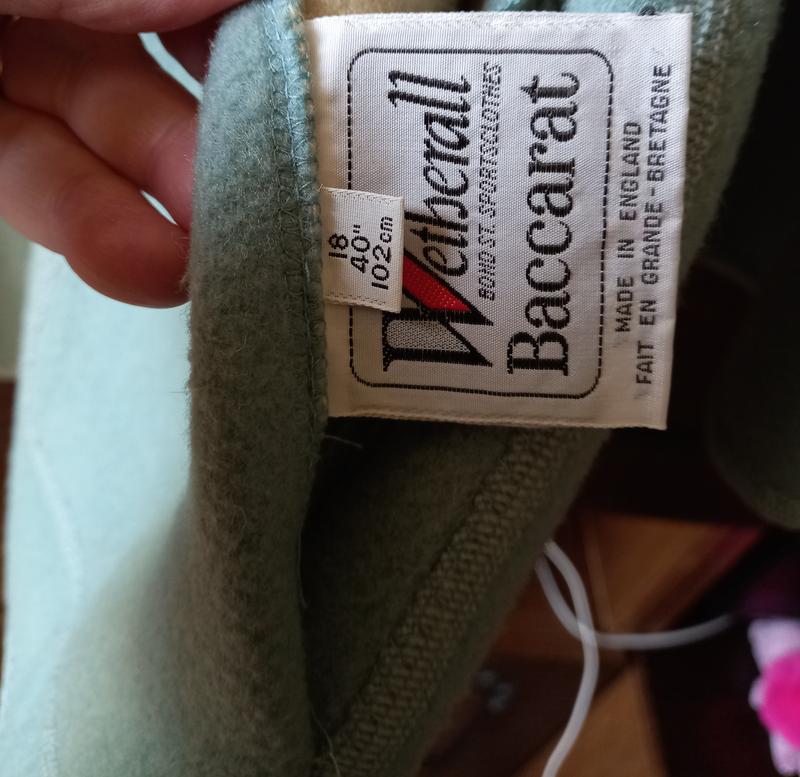 Wetherall
BOND ST. SPORTSCLOTHES
Baccarat
MADE IN ENGLAND
FAIT EN GRANDE-BRETAGNE
18
40"
102cm